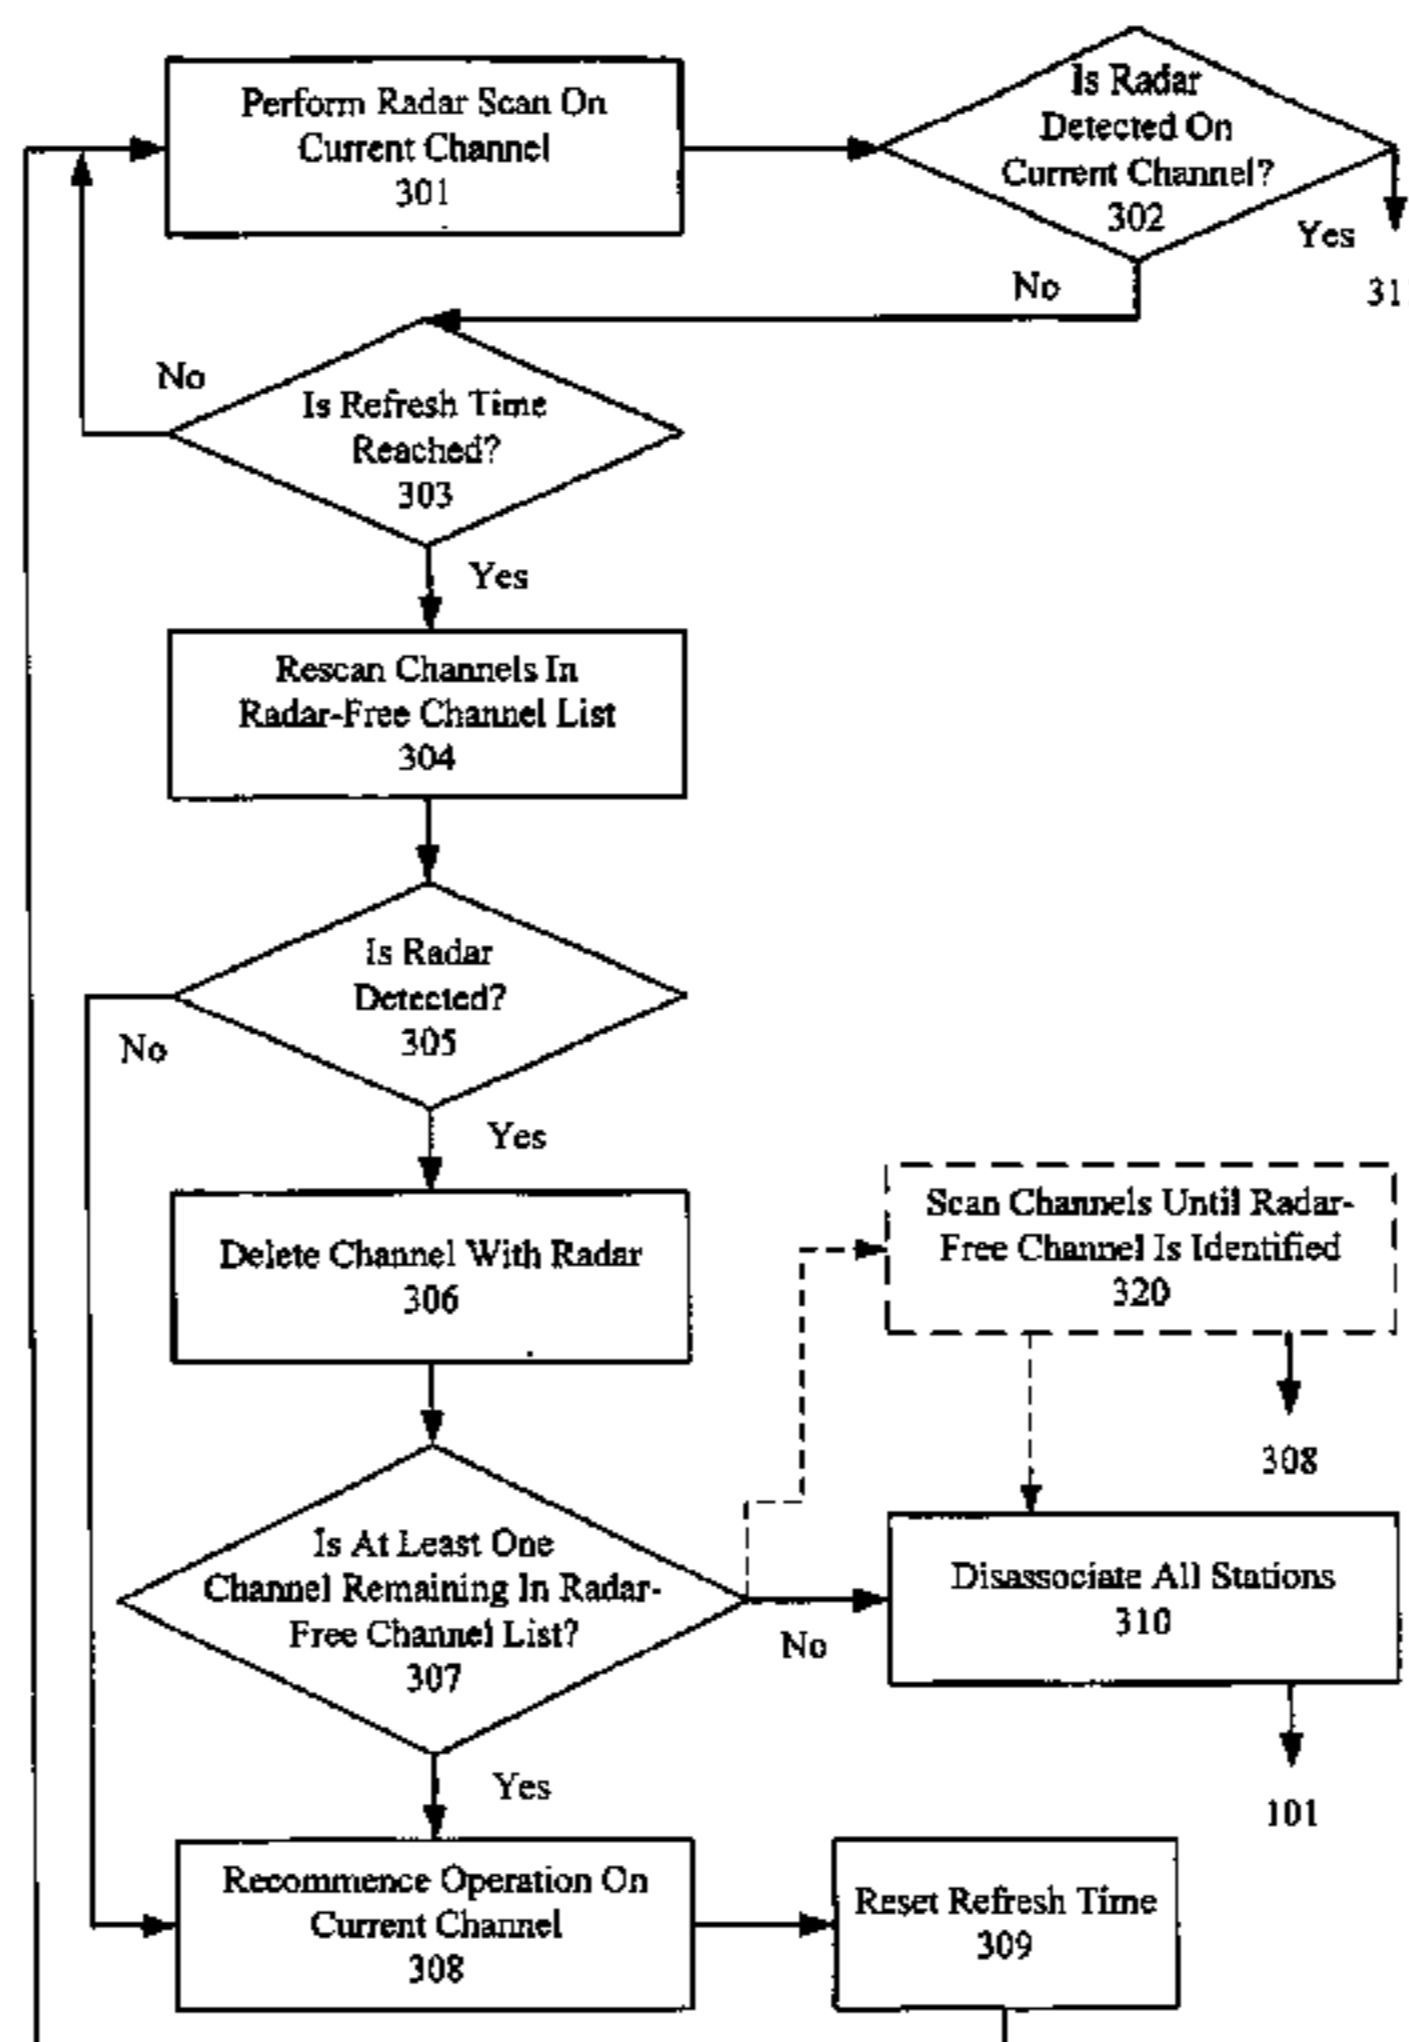 Perform Radar Scan On
Current Channel
301
Is Radar
Detected On
Current Channel?
302
Yes
31
No
No
Is Refresh Time
Reached?
303
Yes
Rescan Channels In
Radar-Free Channel List
304
Is Radar
Detected?
305
No
Yes
Delete Channel With Radar
306
Scan Channels Until Radar-
Free Channel Is Identified
320
308
Is At Least One
Channel Remaining In Radar-
Free Channel List?
307
No
Disassociate All Stations
310
101
Yes
Recommence Operation On
Current Channel
308
Reset Refresh Time
309